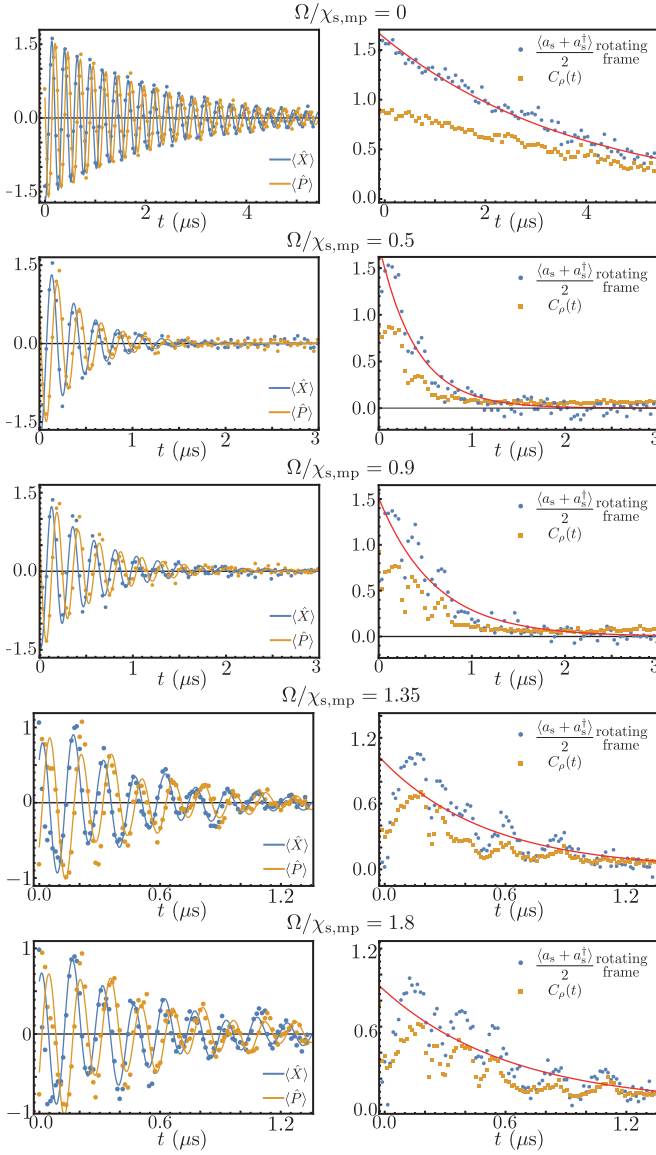 Ω/χs,mp = 0
1.5
0.0
-1.5
⟨X̂⟩
⟨P̂⟩
0 2 4
t (μs)
1.5
1.0
0.5
0.0
⟨as + as†⟩/2 rotating frame
Cρ(t)
0 2 4
t (μs)
Ω/χs,mp = 0.5
1.5
0.0
-1.5
⟨X̂⟩
⟨P̂⟩
0 1 2 3
t (μs)
1.5
1.0
0.5
0.0
⟨as + as†⟩/2 rotating frame
Cρ(t)
0 1 2 3
t (μs)
Ω/χs,mp = 0.9
1.5
0.0
-1.5
⟨X̂⟩
⟨P̂⟩
0 1 2 3
t (μs)
1.5
1.0
0.5
0.0
⟨as + as†⟩/2 rotating frame
Cρ(t)
0 1 2 3
t (μs)
Ω/χs,mp = 1.35
1
0
-1
⟨X̂⟩
⟨P̂⟩
0.0 0.6 1.2
t (μs)
1.2
0.6
0.0
⟨as + as†⟩/2 rotating frame
Cρ(t)
0.0 0.6 1.2
t (μs)
Ω/χs,mp = 1.8
1
0
-1
⟨X̂⟩
⟨P̂⟩
0.0 0.6 1.2
t (μs)
1.2
0.6
0.0
⟨as + as†⟩/2 rotating frame
Cρ(t)
0.0 0.6 1.2
t (μs)